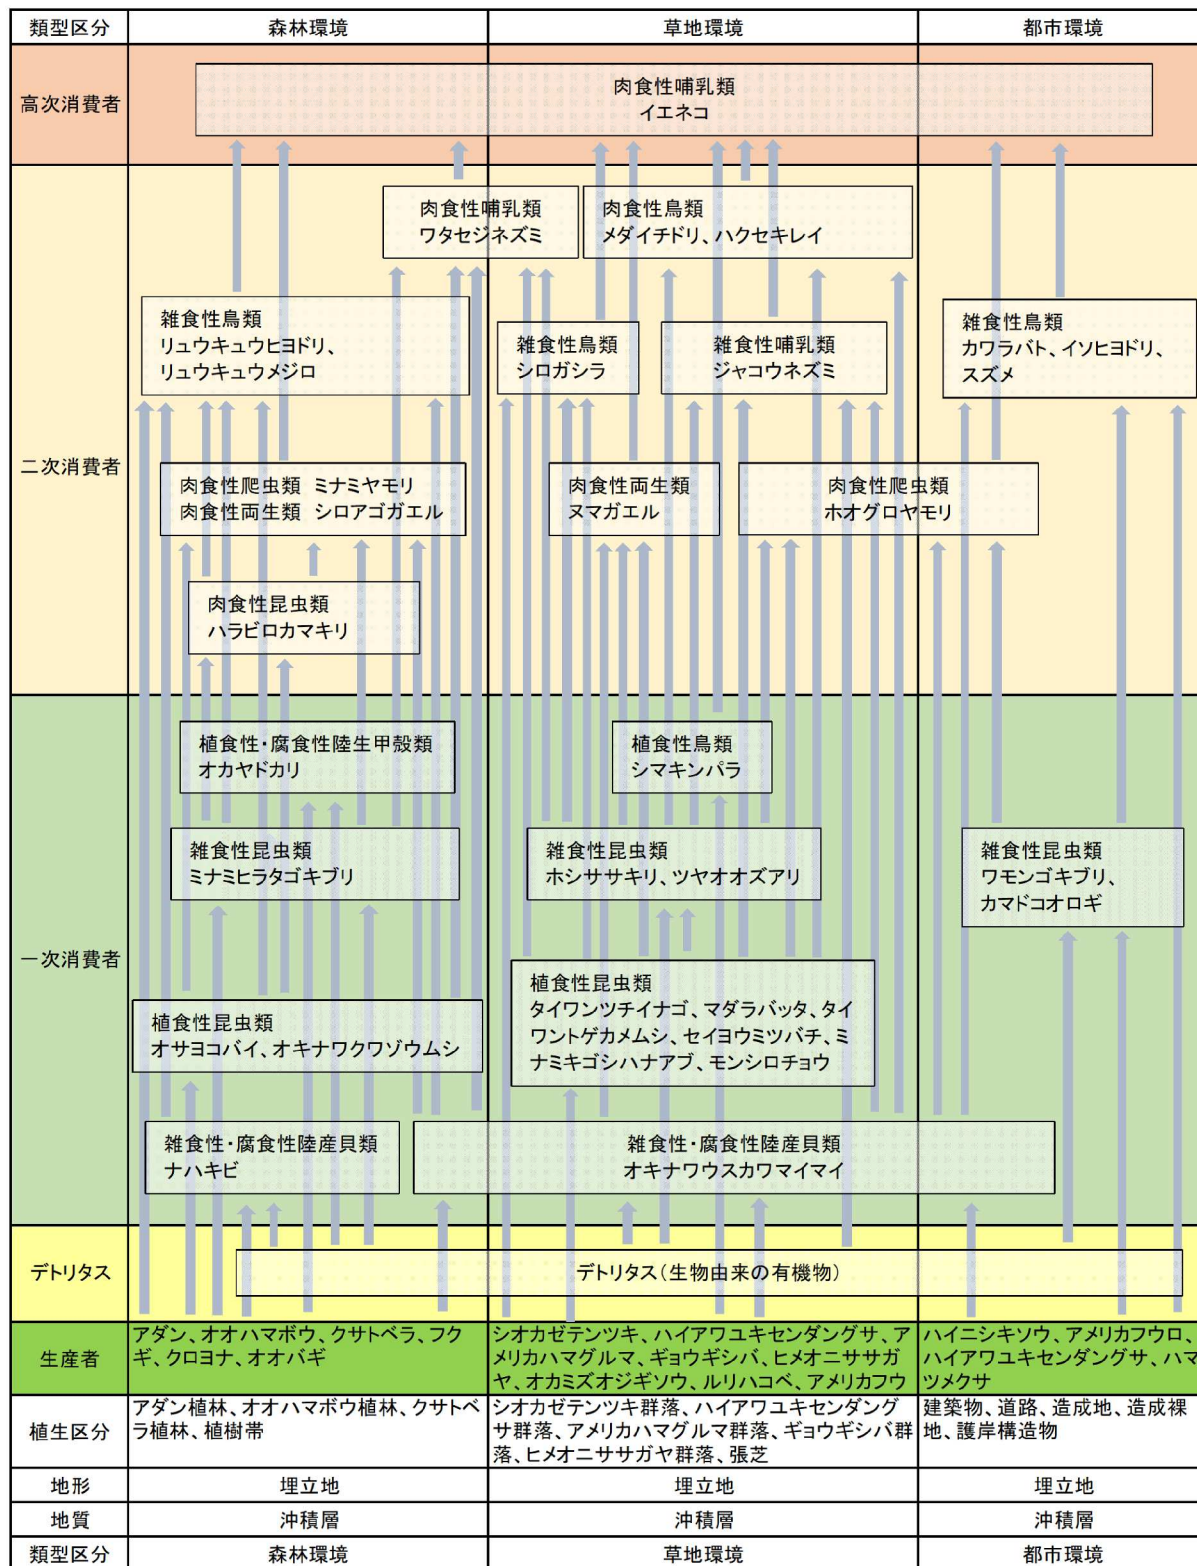 類型区分 森林環境 草地環境 都市環境
高次消費者
肉食性哺乳類
イエネコ
二次消費者
肉食性哺乳類
ワタセジネズミ
肉食性鳥類
メダイチドリ、ハクセキレイ
雑食性鳥類
リュウキュウヒヨドリ、
リュウキュウメジロ
雑食性鳥類
シロガシラ
雑食性哺乳類
ジャコウネズミ
雑食性鳥類
カワラバト、イソヒヨドリ、
スズメ
肉食性爬虫類 ミナミヤモリ
肉食性両生類 シロアゴガエル
肉食性両生類
ヌマガエル
肉食性爬虫類
ホオグロヤモリ
肉食性昆虫類
ハラビロカマキリ
一次消費者
植食性・腐食性陸生甲殻類
オカヤドカリ
植食性鳥類
シマキンパラ
雑食性昆虫類
ミナミヒラタゴキブリ
雑食性昆虫類
ホシササキリ、ツヤオオズアリ
雑食性昆虫類
ワモンゴキブリ、
カマドコオロギ
植食性昆虫類
オサヨコバイ、オキナワクワゾウムシ
植食性昆虫類
タイワンツチイナゴ、マダラバッタ、タイ
ワントゲカメムシ、セイヨウミツバチ、ミ
ナミキゴシハナアブ、モンシロチョウ
雑食性・腐食性陸産貝類
ナハキビ
雑食性・腐食性陸産貝類
オキナワウスカワマイマイ
デトリタス
デトリタス(生物由来の有機物)
生産者
アダン、オオハマボウ、クサトベラ、フク
ギ、クロヨナ、オオバギ
シオカゼテンツキ、ハイアワユキセンダングサ、ア
メリカハマグルマ、ギョウギシバ、ヒメオニササガ
ヤ、オカミズオジギソウ、ルリハコベ、アメリカフウ
ハイニシキソウ、アメリカフウロ、
ハイアワユキセンダングサ、ハマ
ツメクサ
植生区分
アダン植林、オオハマボウ植林、クサトベ
ラ植林、植樹帯
シオカゼテンツキ群落、ハイアワユキセンダング
サ群落、アメリカハマグルマ群落、ギョウギシバ群
落、ヒメオニササガヤ群落、張芝
建築物、道路、造成地、造成裸
地、護岸構造物
地形 埋立地 埋立地 埋立地
地質 沖積層 沖積層 沖積層
類型区分 森林環境 草地環境 都市環境